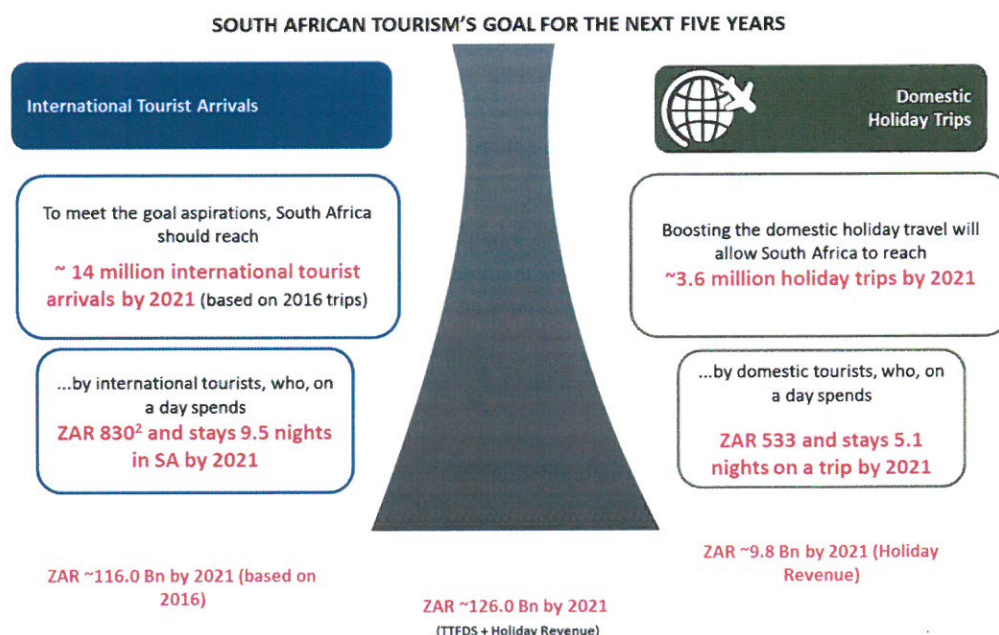 SOUTH AFRICAN TOURISM'S GOAL FOR THE NEXT FIVE YEARS
International Tourist Arrivals
To meet the goal aspirations, South Africa
should reach
~ 14 million international tourist
arrivals by 2021 (based on 2016 trips)
...by international tourists, who, on
a day spends
ZAR 830² and stays 9.5 nights
in SA by 2021
ZAR ~116.0 Bn by 2021 (based on
2016)
Domestic
Holiday Trips
Boosting the domestic holiday travel will
allow South Africa to reach
~3.6 million holiday trips by 2021
...by domestic tourists, who, on
a day spends
ZAR 533 and stays 5.1
nights on a trip by 2021
ZAR ~9.8 Bn by 2021 (Holiday
Revenue)
ZAR ~126.0 Bn by 2021
(TTFDS + Holiday Revenue)